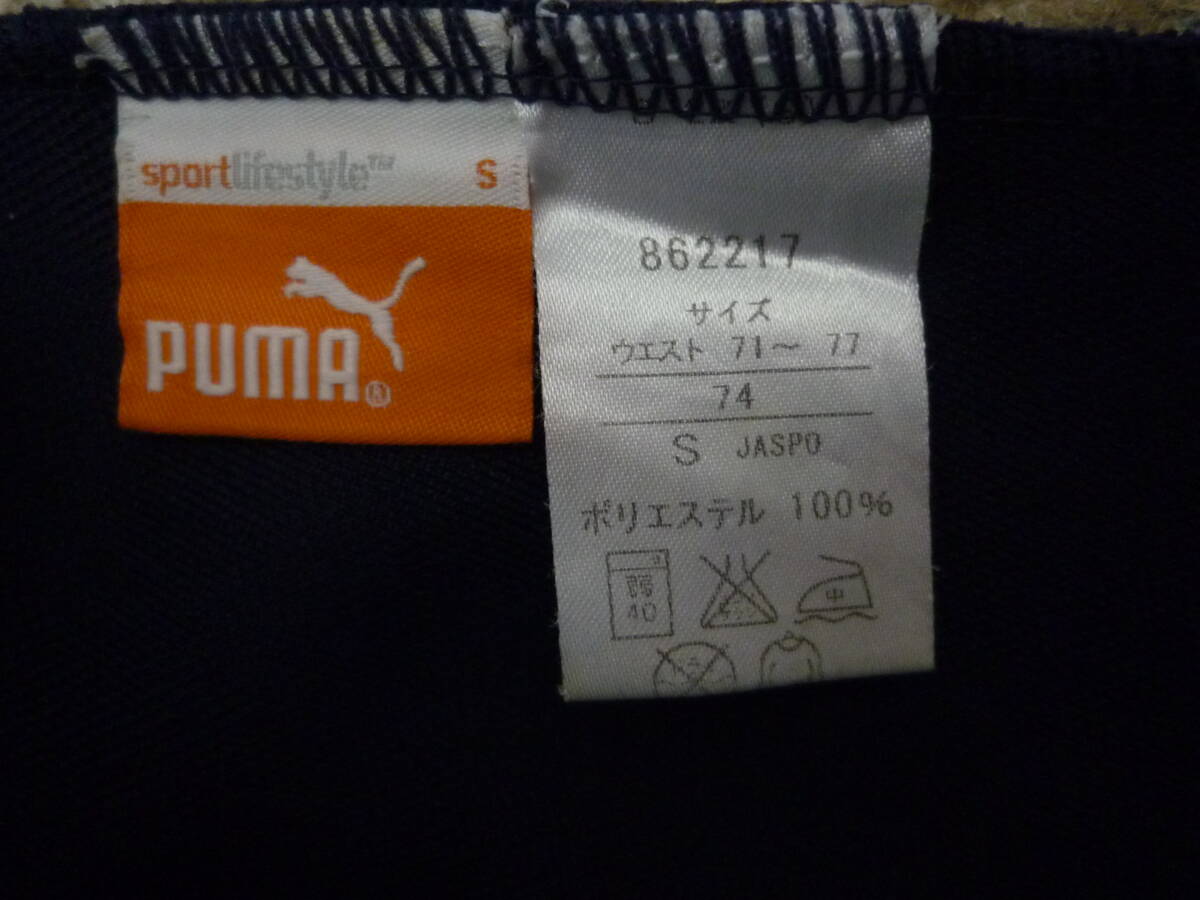 sportlifestyle™ S
PUMA®
862217
サイズ
ウエスト 71～ 77
74
S JASPO
ポリエステル 100%
弱
40
中